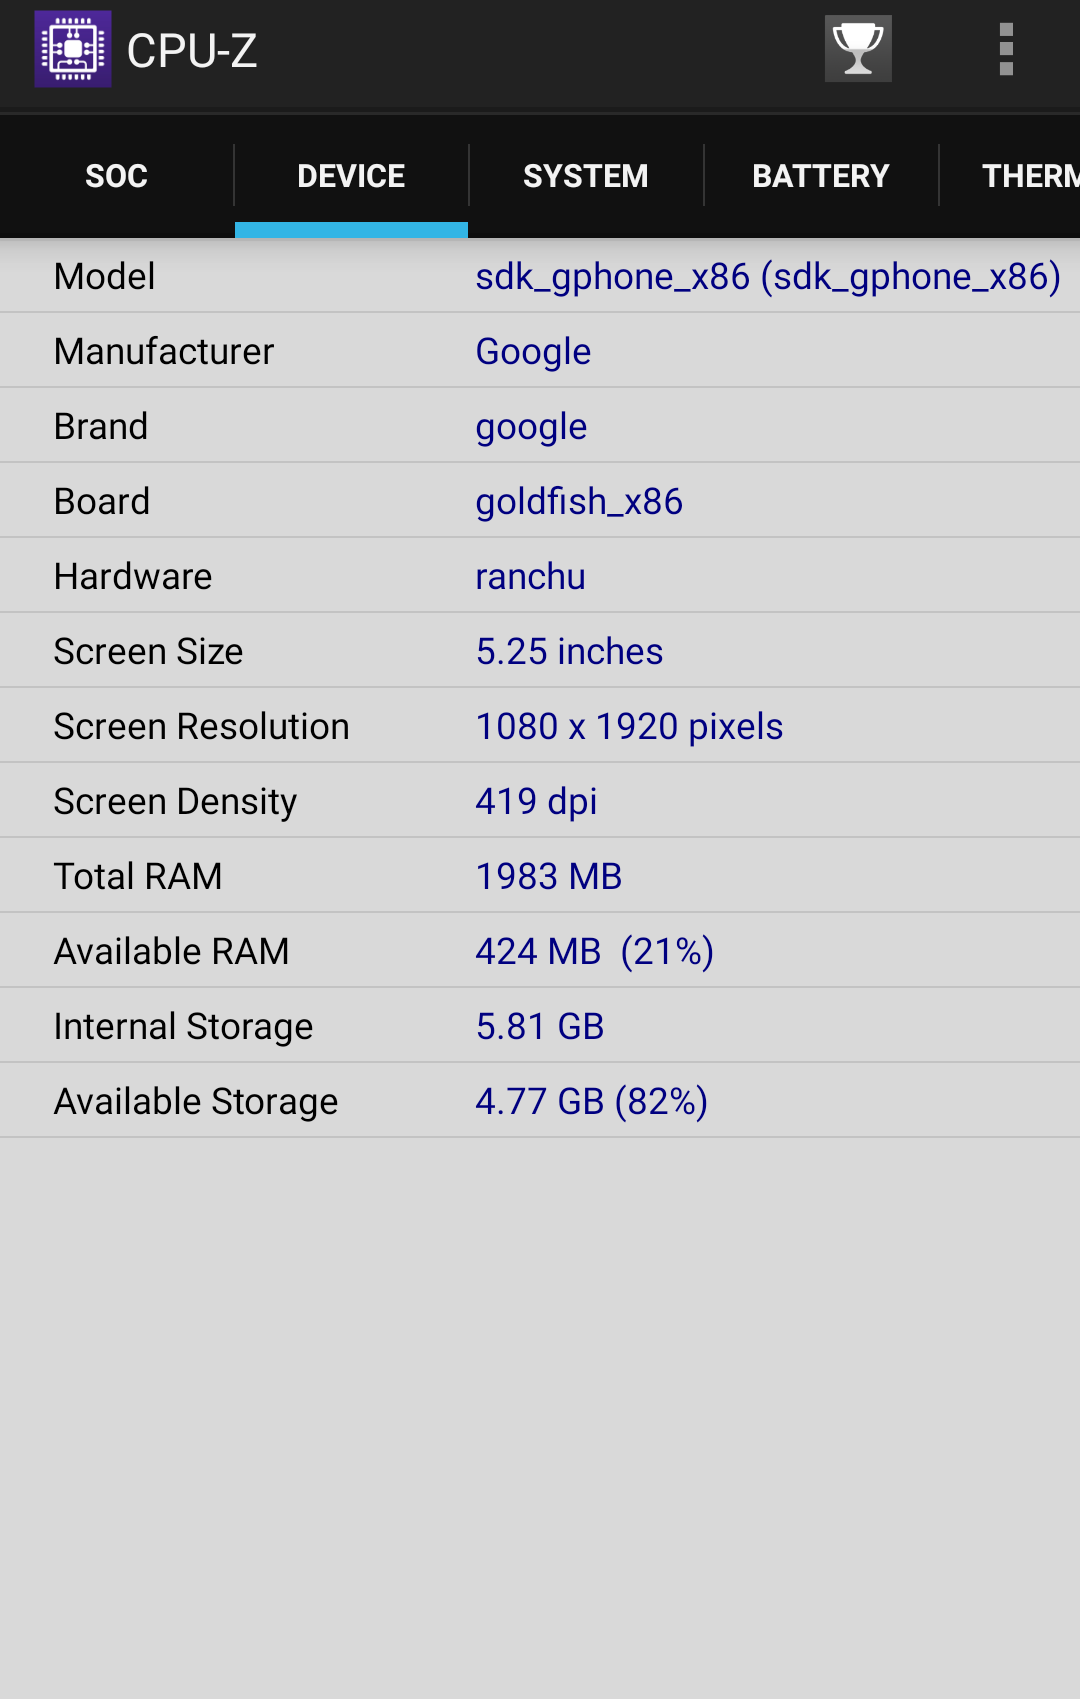 CPU-Z
SOC DEVICE SYSTEM BATTERY THERM
Model sdk_gphone_x86 (sdk_gphone_x86)
Manufacturer Google
Brand google
Board goldfish_x86
Hardware ranchu
Screen Size 5.25 inches
Screen Resolution 1080 x 1920 pixels
Screen Density 419 dpi
Total RAM 1983 MB
Available RAM 424 MB  (21%)
Internal Storage 5.81 GB
Available Storage 4.77 GB (82%)